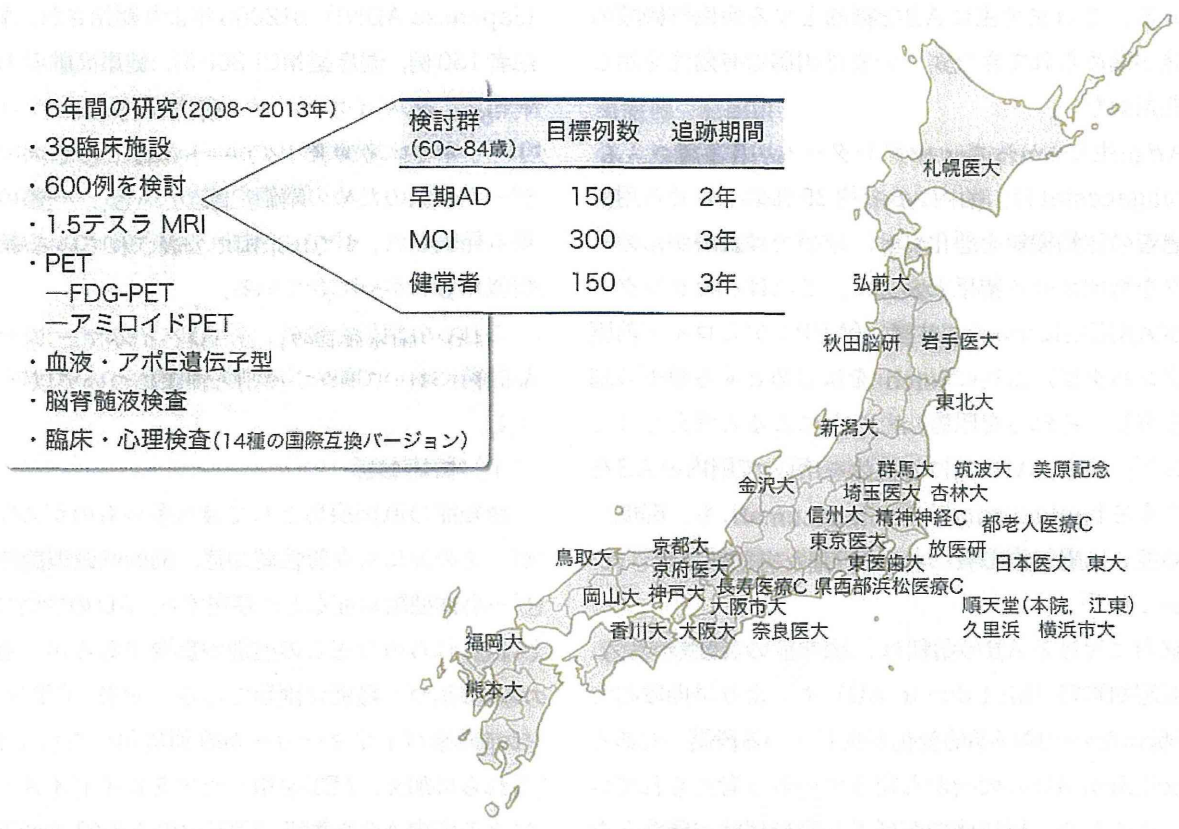 ・6年間の研究(2008〜2013年)
・38臨床施設
・600例を検討
・1.5テスラ MRI
・PET
—FDG-PET
—アミロイドPET
・血液・アポE遺伝子型
・脳脊髄液検査
・臨床・心理検査(14種の国際互換バージョン)
検討群 目標例数 追跡期間
(60〜84歳)
早期AD 150 2年
MCI 300 3年
健常者 150 3年
札幌医大
弘前大
秋田脳研 岩手医大
東北大
新潟大
群馬大 筑波大 美原記念
金沢大 埼玉医大 杏林大
信州大 精神神経C 都老人医療C
京都大 東京医大 放医研
鳥取大 京府医大 東医歯大 日本医大 東大
岡山大 神戸大 長寿医療C 県西部浜松医療C
大阪市大 順天堂(本院, 江東)
香川大 大阪大 奈良医大 久里浜 横浜市大
福岡大
熊本大